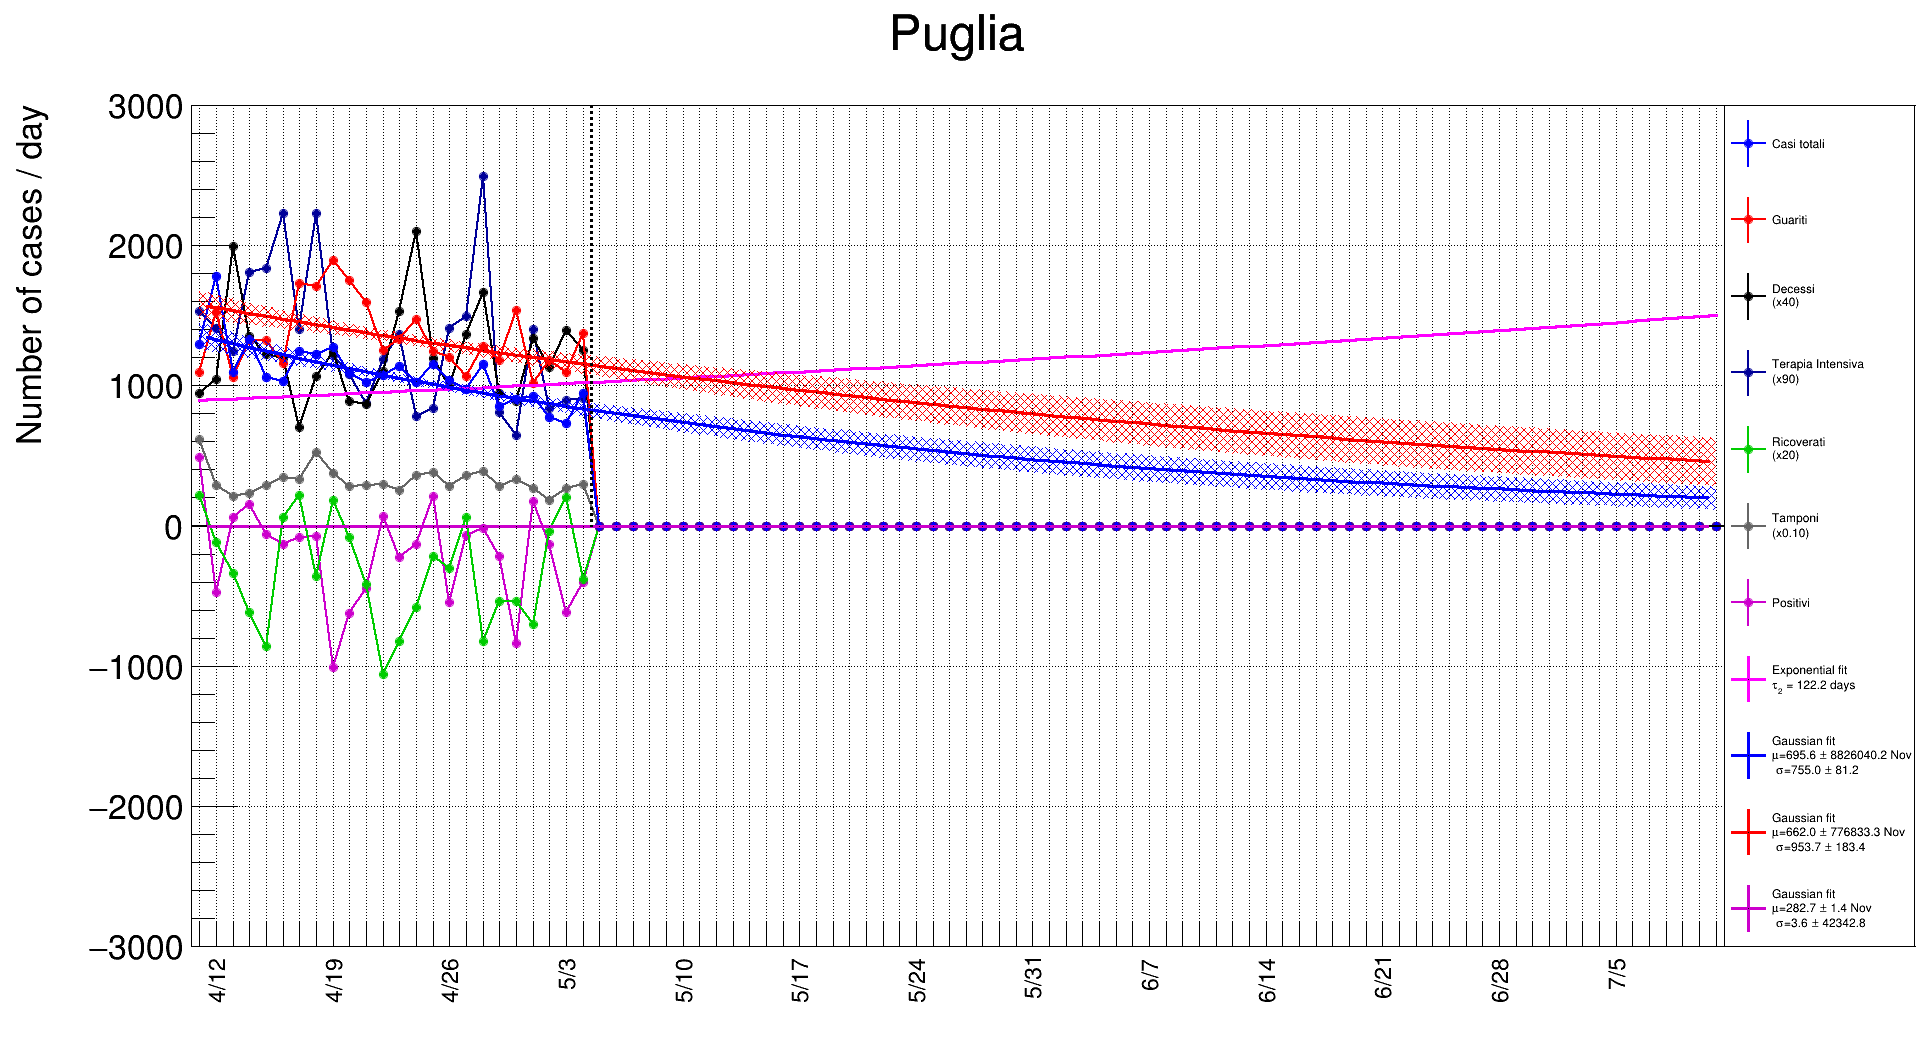 Puglia
Number of cases / day
3000
2000
1000
0
−1000
−2000
−3000
4/12
4/19
4/26
5/3
5/10
5/17
5/24
5/31
6/7
6/14
6/21
6/28
7/5
Casi totali
Guariti
Decessi
(x40)
Terapia Intensiva
(x90)
Ricoverati
(x20)
Tamponi
(x0.10)
Positivi
Exponential fit
τ2 = 122.2 days
Gaussian fit
μ=695.6 ± 8826040.2 Nov
σ=755.0 ± 81.2
Gaussian fit
μ=662.0 ± 776833.3 Nov
σ=953.7 ± 183.4
Gaussian fit
μ=282.7 ± 1.4 Nov
σ=3.6 ± 42342.8